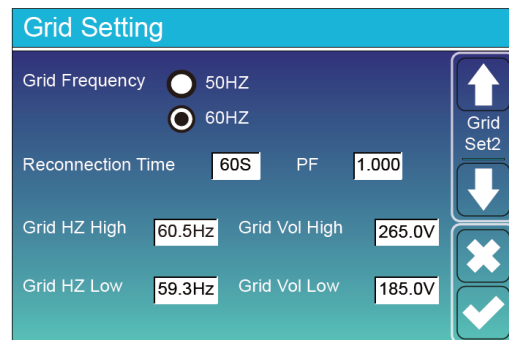 Grid Setting
Grid Frequency 50HZ
60HZ
Grid
Set2
Reconnection Time 60S PF 1.000
Grid HZ High 60.5Hz Grid Vol High 265.0V
Grid HZ Low 59.3Hz Grid Vol Low 185.0V